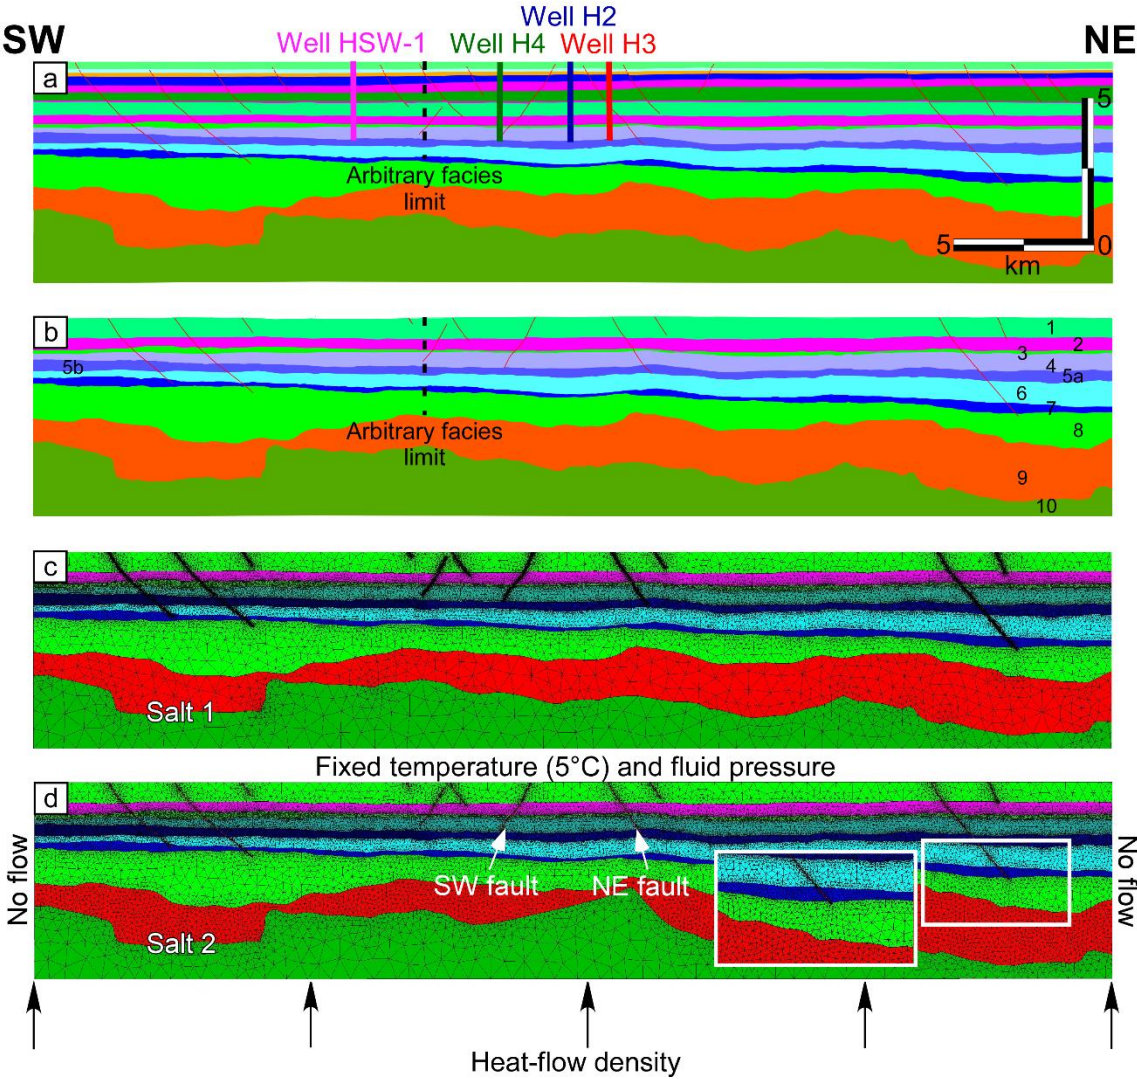 Well H2
SW
Well HSW-1
Well H4
Well H3
NE
a
5
Arbitrary facies
limit
5
0
km
b
1
2
3
4
5b
5a
6
7
Arbitrary facies
limit
8
9
10
c
Salt 1
Fixed temperature (5°C) and fluid pressure
d
No flow
SW fault
NE fault
No flow
Salt 2
Heat-flow density